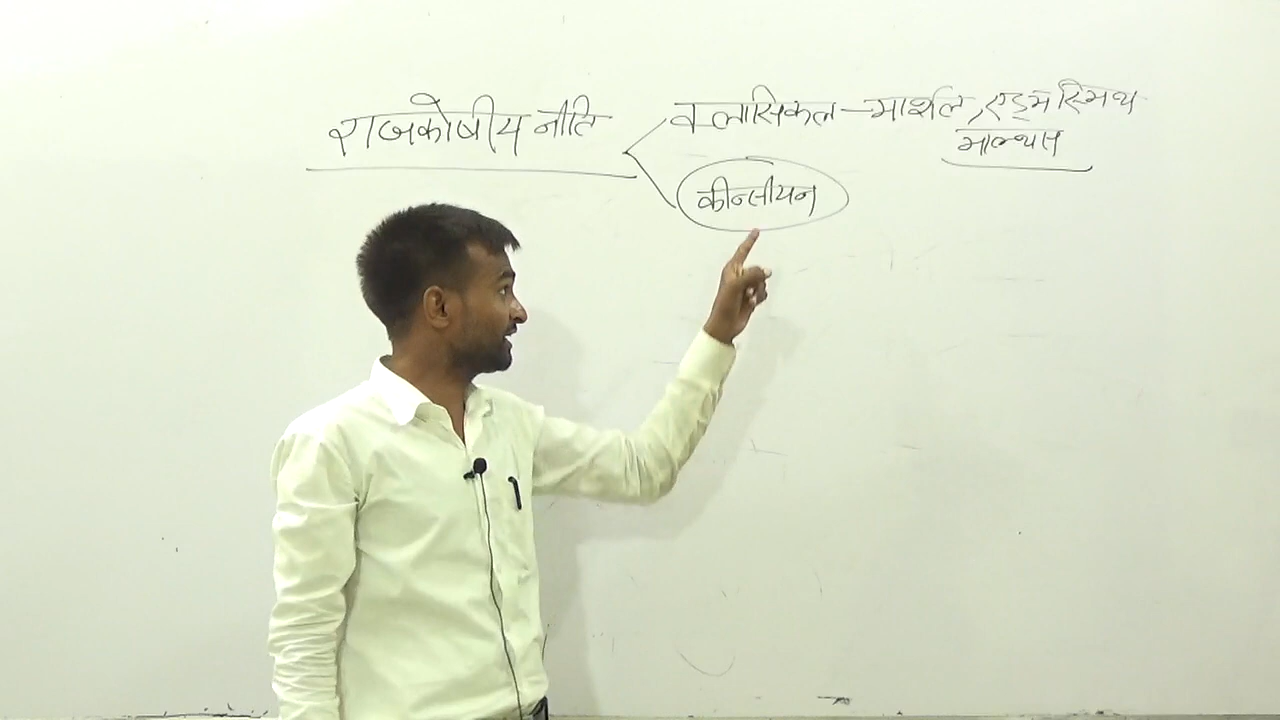 राजकोषीय नीति
क्लासिकल - मार्शल, एडम स्मिथ
माल्थस
कीन्सीयन